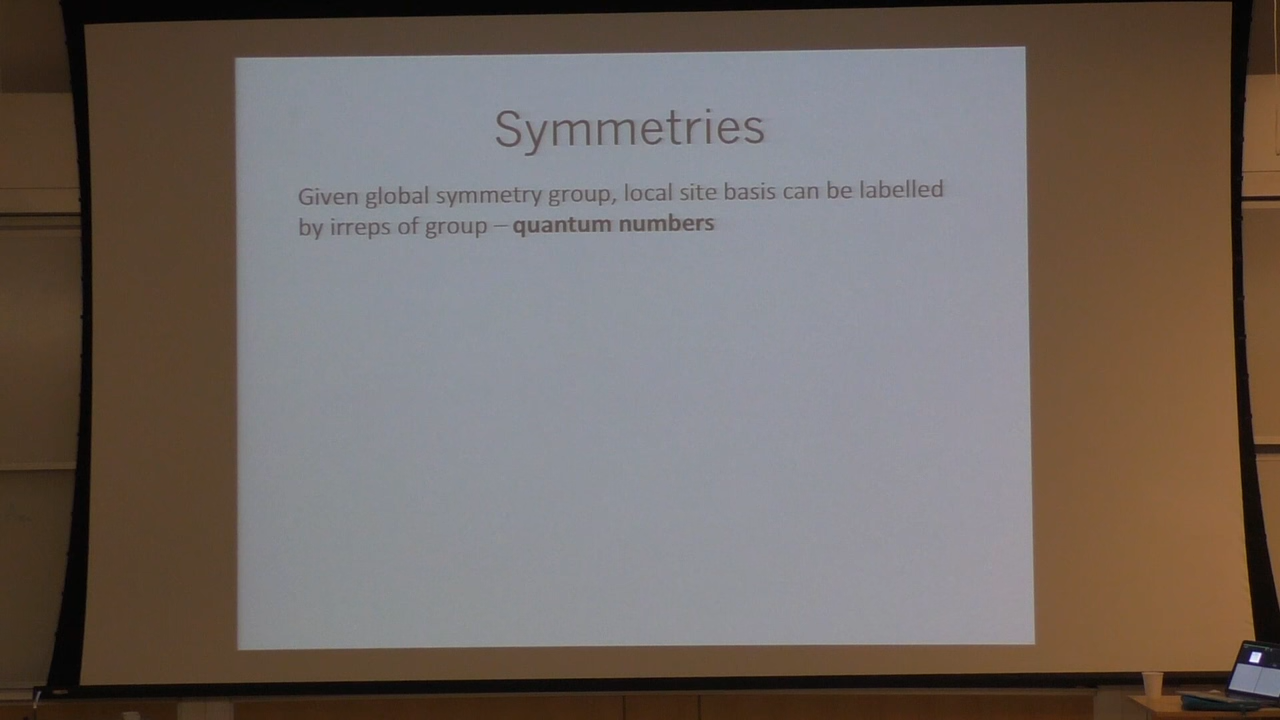 Symmetries
Given global symmetry group, local site basis can be labelled
by irreps of group – quantum numbers